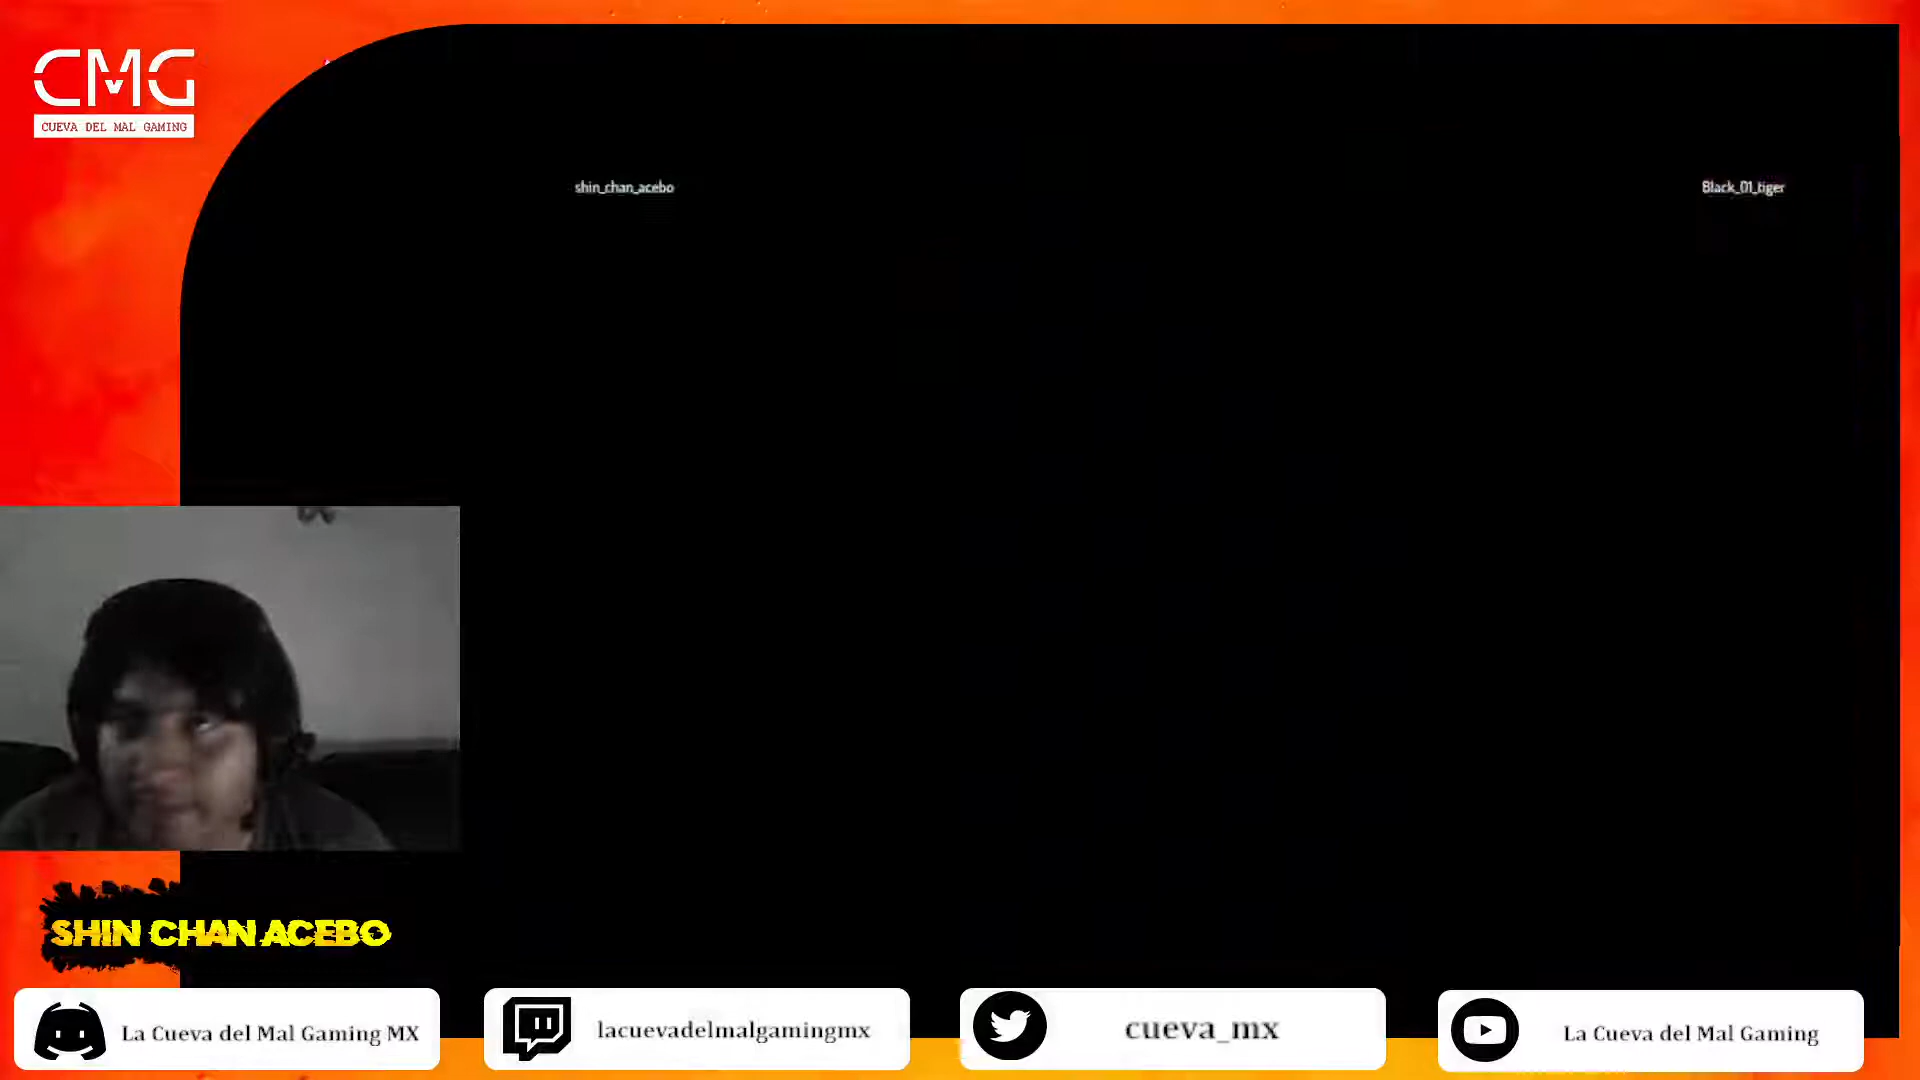 CMG
CUEVA DEL MAL GAMING
shin_chan_acebo
Black_01_tiger
SHIN CHAN ACEBO
La Cueva del Mal Gaming MX
lacuevadelmalgamingmx
cueva_mx
La Cueva del Mal Gaming